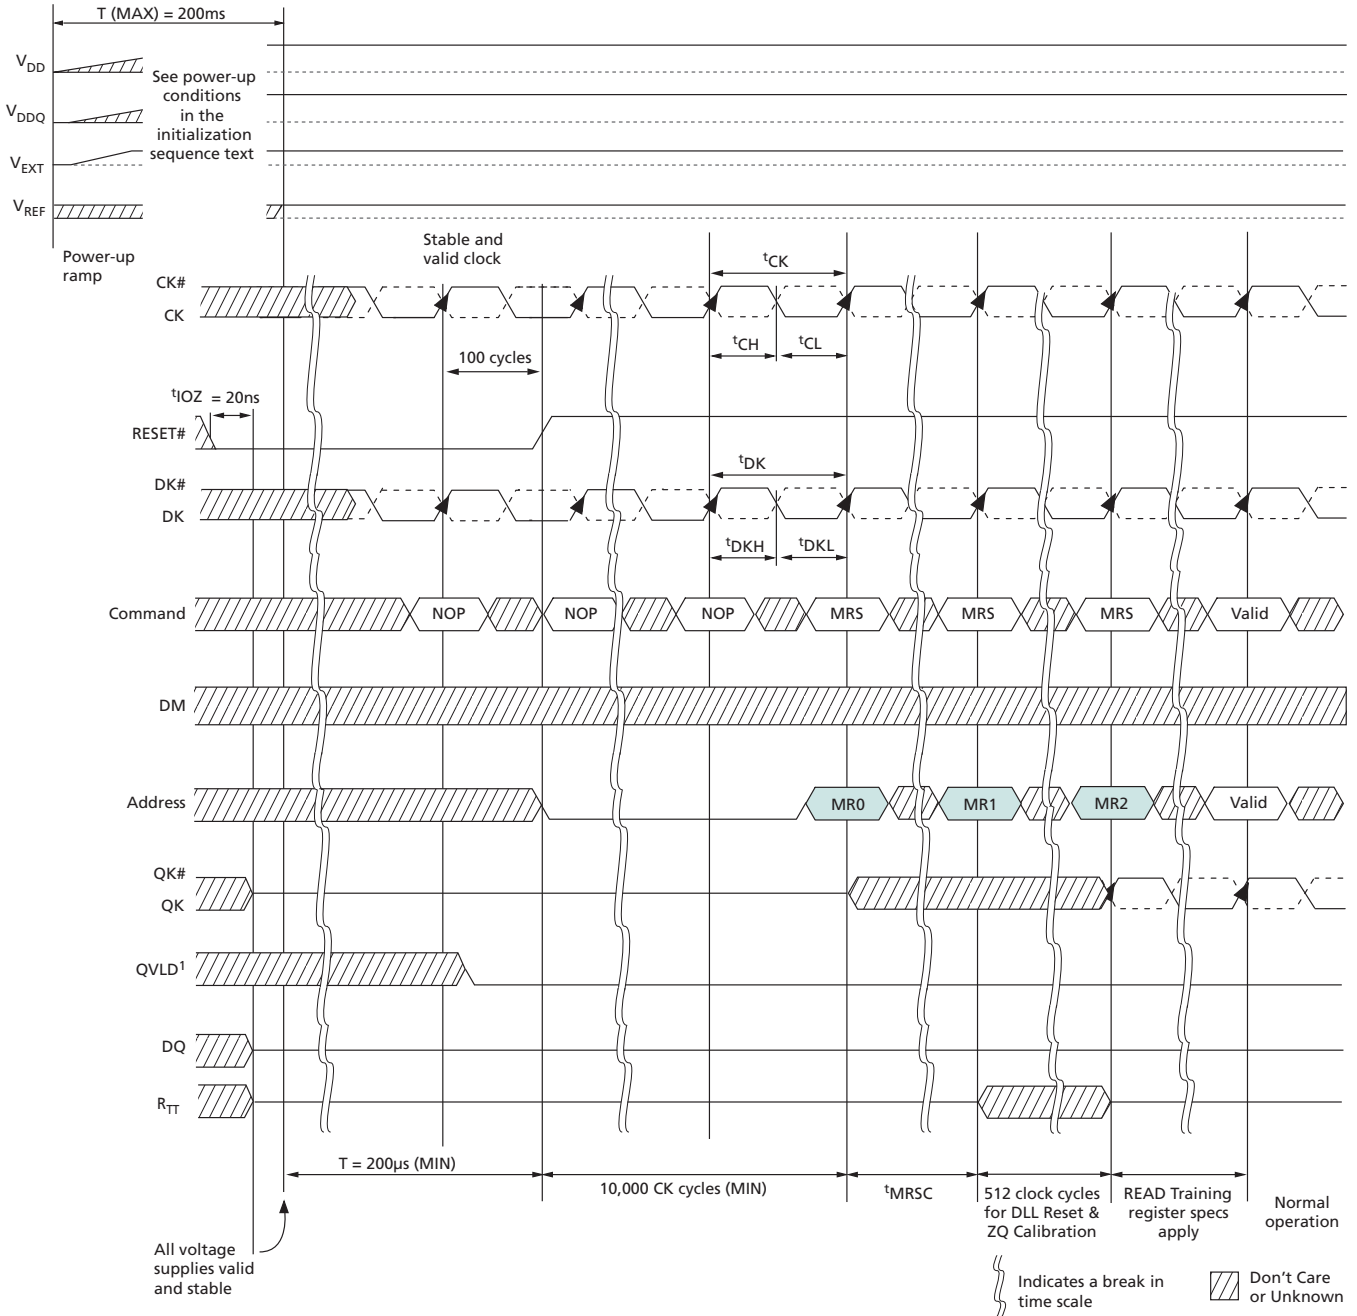 T (MAX) = 200ms
VDD
See power-up
conditions
in the
initialization
sequence text
VDDQ
VEXT
VREF
Power-up
ramp
Stable and
valid clock
tCK
CK#
CK
tCH
tCL
100 cycles
tIOZ = 20ns
RESET#
tDK
DK#
DK
tDKH
tDKL
Command
NOP
NOP
NOP
MRS
MRS
MRS
Valid
DM
Address
MR0
MR1
MR2
Valid
QK#
QK
QVLD1
DQ
RTT
T = 200µs (MIN)
10,000 CK cycles (MIN)
tMRSC
512 clock cycles
for DLL Reset &
ZQ Calibration
READ Training
register specs
apply
Normal
operation
All voltage
supplies valid
and stable
Indicates a break in
time scale
Don't Care
or Unknown